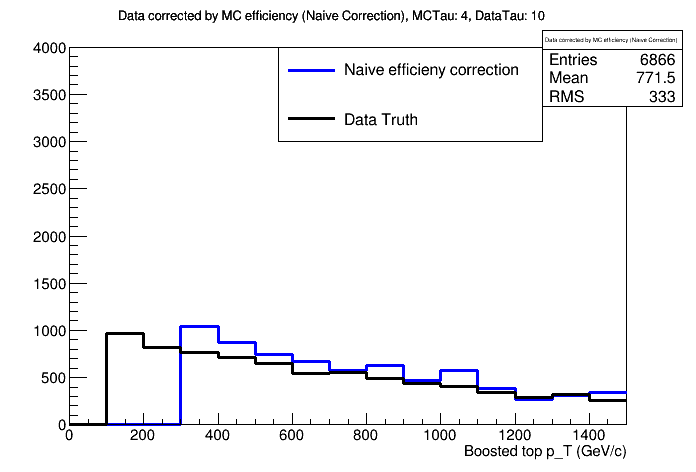 Data corrected by MC efficiency (Naive Correction), MCTau: 4, DataTau: 10
Data corrected by MC efficiency (Naive Correction)
Entries 6866
Mean 771.5
RMS 333
Naive efficieny correction
Data Truth
4000
3500
3000
2500
2000
1500
1000
500
0
0 200 400 600 800 1000 1200 1400
Boosted top p_T (GeV/c)